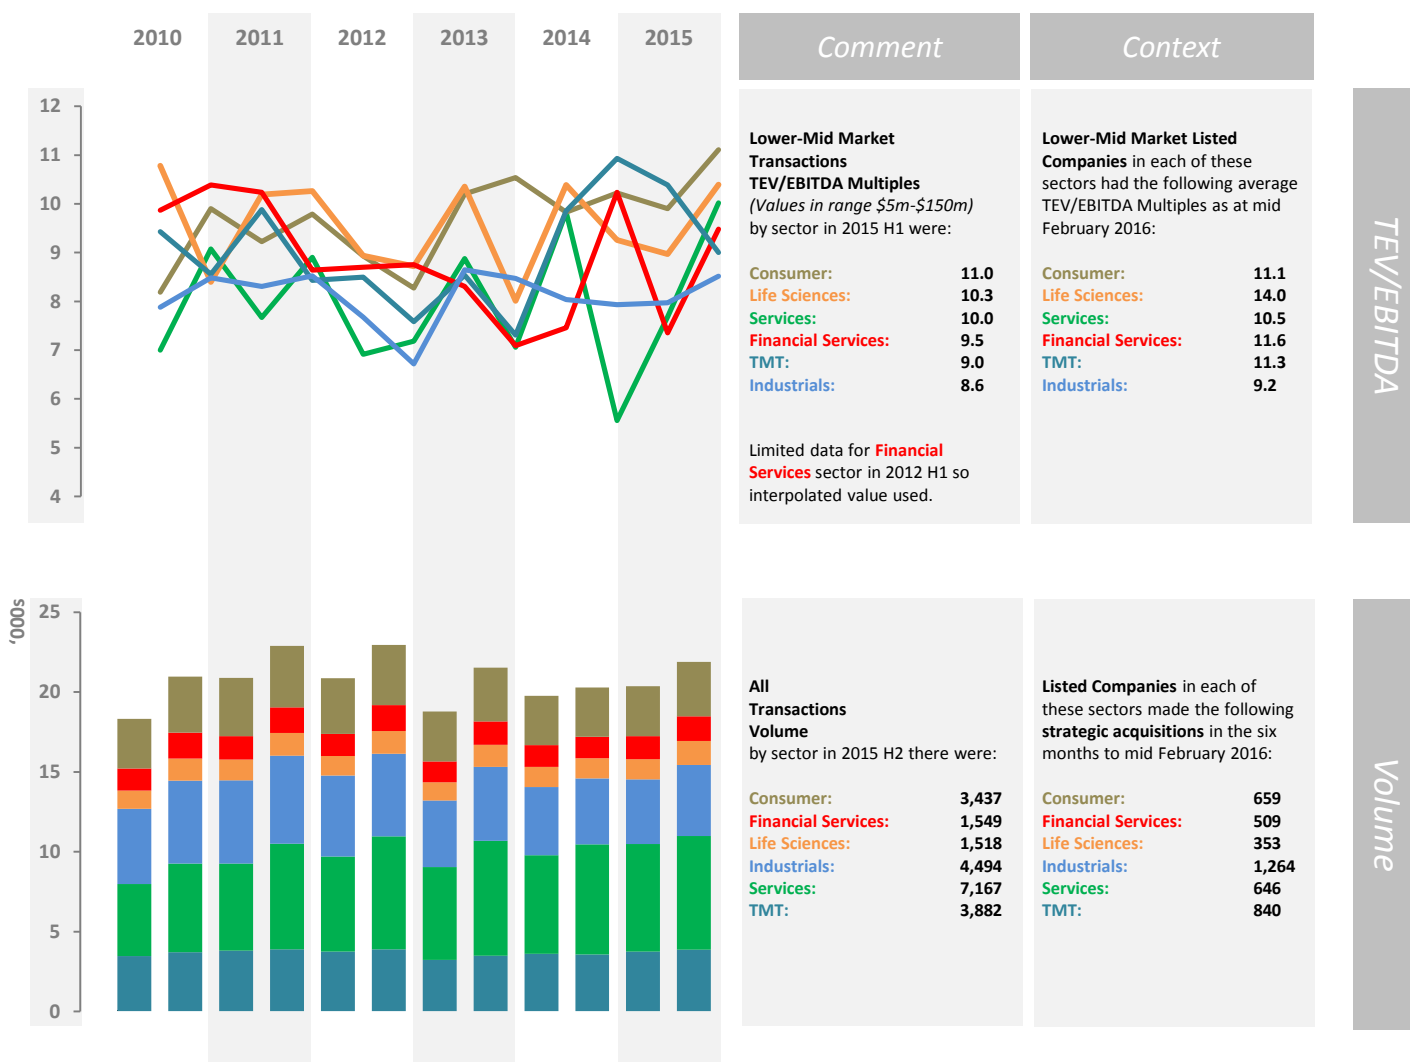 2010 2011 2012 2013 2014 2015
Comment
Context
12
11
10
9
8
7
6
5
4
Lower-Mid Market
Transactions
TEV/EBITDA Multiples
(Values in range $5m-$150m)
by sector in 2015 H1 were:
Consumer: 11.0
Life Sciences: 10.3
Services: 10.0
Financial Services: 9.5
TMT: 9.0
Industrials: 8.6
Limited data for Financial
Services sector in 2012 H1 so
interpolated value used.
Lower-Mid Market Listed
Companies in each of these
sectors had the following average
TEV/EBITDA Multiples as at mid
February 2016:
Consumer: 11.1
Life Sciences: 14.0
Services: 10.5
Financial Services: 11.6
TMT: 11.3
Industrials: 9.2
TEV/EBITDA
'000s
25
20
15
10
5
0
All
Transactions
Volume
by sector in 2015 H2 there were:
Consumer: 3,437
Financial Services: 1,549
Life Sciences: 1,518
Industrials: 4,494
Services: 7,167
TMT: 3,882
Listed Companies in each of
these sectors made the following
strategic acquisitions in the six
months to mid February 2016:
Consumer: 659
Financial Services: 509
Life Sciences: 353
Industrials: 1,264
Services: 646
TMT: 840
Volume